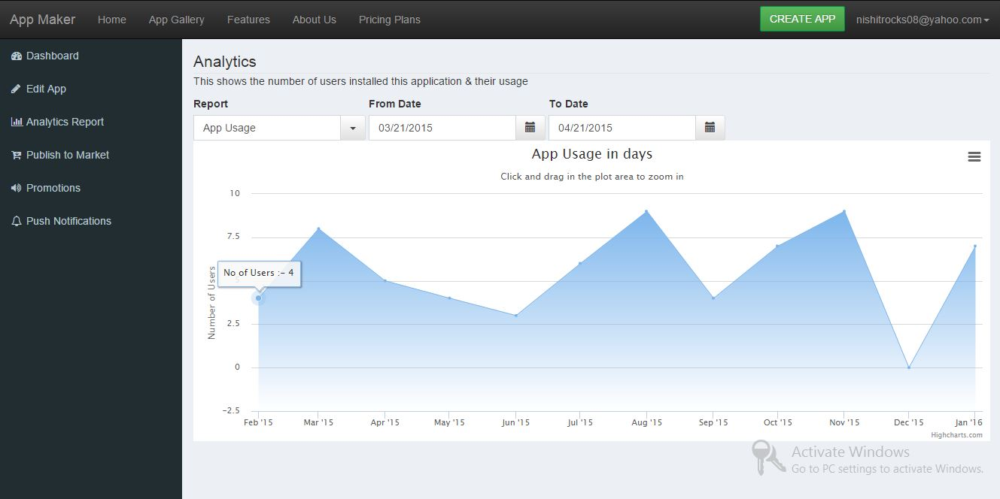 App Maker Home App Gallery Features About Us Pricing Plans CREATE APP nishitrocks08@yahoo.com
Dashboard
Edit App
Analytics Report
Publish to Market
Promotions
Push Notifications
Analytics
This shows the number of users installed this application & their usage
Report From Date To Date
App Usage 03/21/2015 04/21/2015
App Usage in days
Click and drag in the plot area to zoom in
Number of Users
10
7.5
5
2.5
0
−2.5
No of Users :- 4
Feb '15 Mar '15 Apr '15 May '15 Jun '15 Jul '15 Aug '15 Sep '15 Oct '15 Nov '15 Dec '15 Jan '16
Highcharts.com
Activate Windows
Go to PC settings to activate Windows.